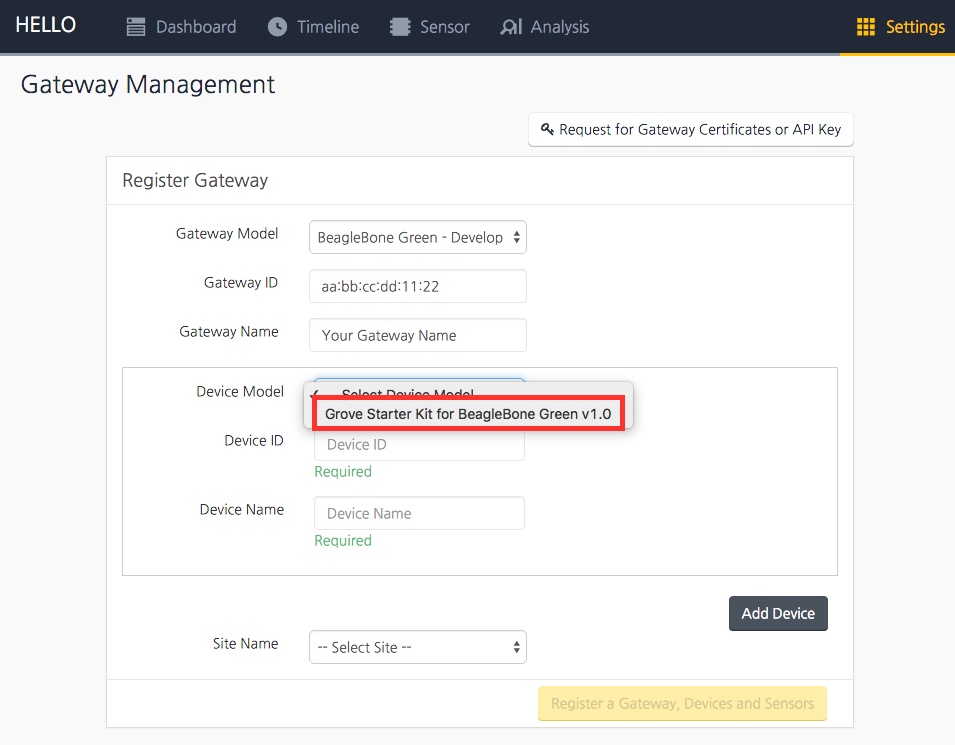 HELLO Dashboard Timeline Sensor Analysis Settings
Gateway Management
Request for Gateway Certificates or API Key
Register Gateway
Gateway Model BeagleBone Green - Develop
Gateway ID aa:bb:cc:dd:11:22
Gateway Name Your Gateway Name
Device Model Select Device Model
Grove Starter Kit for BeagleBone Green v1.0
Device ID Device ID
Required
Device Name Device Name
Required
Add Device
Site Name -- Select Site --
Register a Gateway, Devices and Sensors